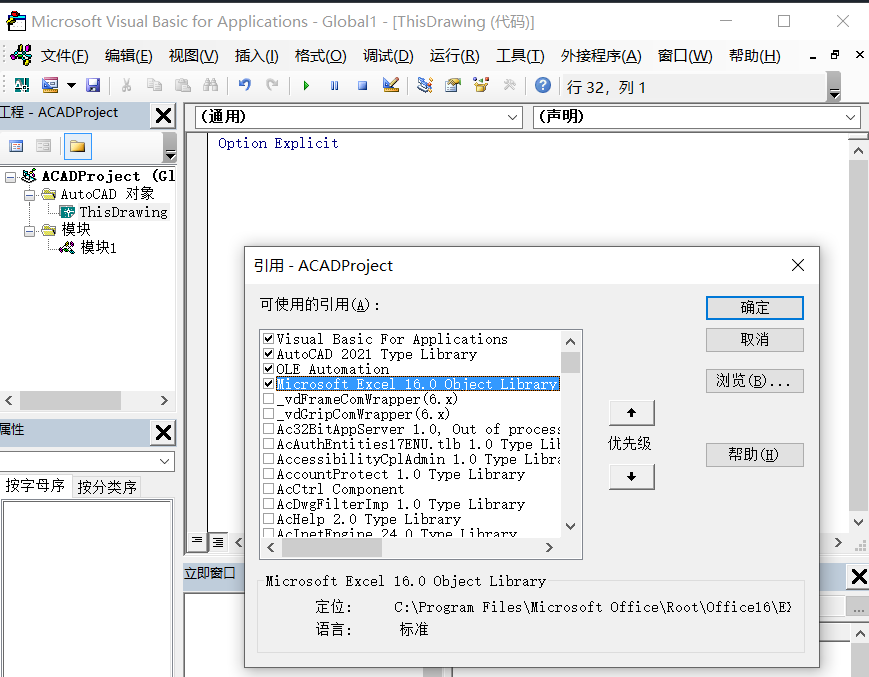 Microsoft Visual Basic for Applications - Global1 - [ThisDrawing (代码)]
文件(F) 编辑(E) 视图(V) 插入(I) 格式(O) 调试(D) 运行(R) 工具(T) 外接程序(A) 窗口(W) 帮助(H)
行 32，列 1
工程 - ACADProject
(通用)
(声明)
Option Explicit
ACADProject (Gl
AutoCAD 对象
ThisDrawing
模块
模块1
属性
按字母序 按分类序
立即窗口
引用 - ACADProject
可使用的引用(A)：
Visual Basic For Applications
AutoCAD 2021 Type Library
OLE Automation
Microsoft Excel 16.0 Object Library
_vdFrameComWrapper(6.x)
_vdGripComWrapper(6.x)
Ac32BitAppServer 1.0, Out of process
AcAuthEntities17ENU.tlb 1.0 Type Lib
AccessibilityCplAdmin 1.0 Type Libra
AccountProtect 1.0 Type Library
AcCtrl Component
AcDwgFilterImp 1.0 Type Library
AcHelp 2.0 Type Library
AcInetEngine 24.0 Type Library
优先级
确定
取消
浏览(B)...
帮助(H)
Microsoft Excel 16.0 Object Library
定位: C:\Program Files\Microsoft Office\Root\Office16\EX
语言: 标准